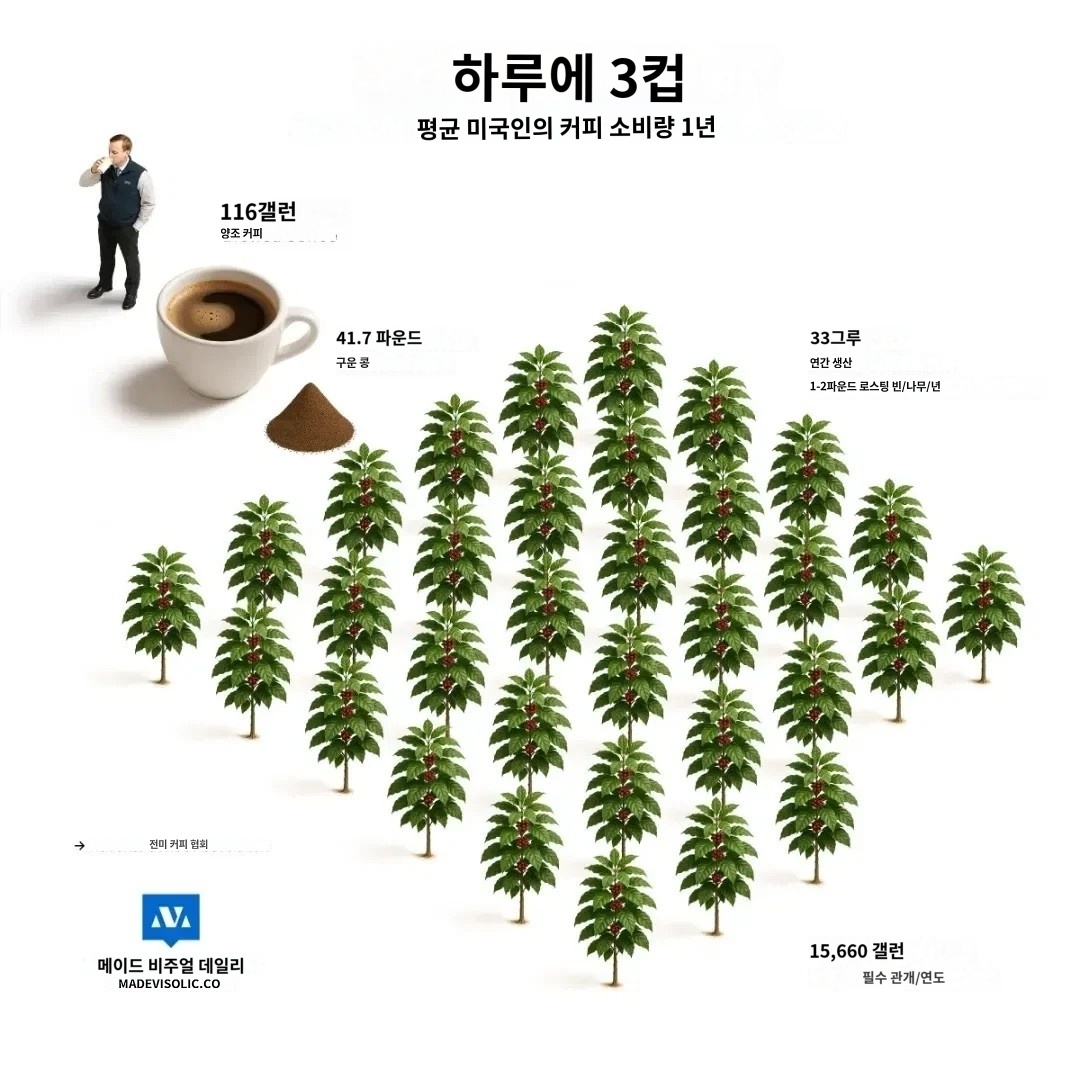 하루에 3컵
평균 미국인의 커피 소비량 1년
116갤런
양조 커피
41.7 파운드
구운 콩
33그루
연간 생산
1-2파운드 로스팅 빈/나무/년
→ 전미 커피 협회
메이드 비주얼 데일리
MADEVISOLIC.CO
15,660 갤런
필수 관개/연도